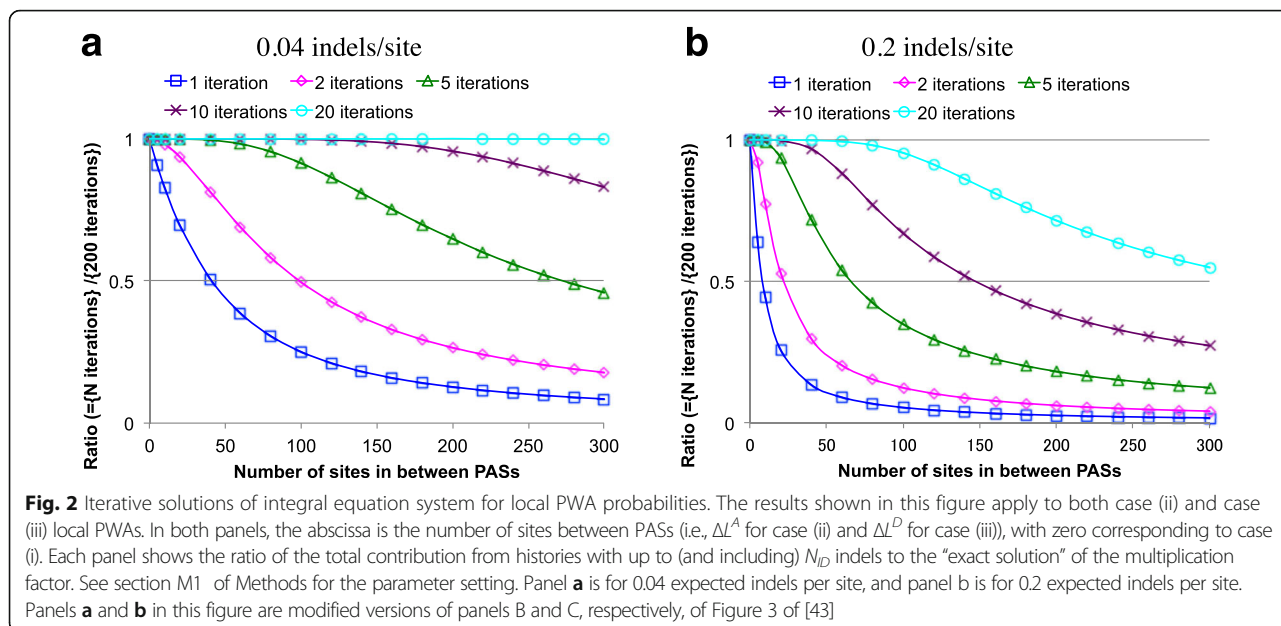 a
0.04 indels/site
1 iteration
2 iterations
5 iterations
10 iterations
20 iterations
Ratio (={N iterations} /{200 iterations})
1
0.5
0
0 50 100 150 200 250 300
Number of sites in between PASs
b
0.2 indels/site
1 iteration
2 iterations
5 iterations
10 iterations
20 iterations
Ratio (={N iterations} /{200 iterations})
1
0.5
0
0 50 100 150 200 250 300
Number of sites in between PASs
Fig. 2 Iterative solutions of integral equation system for local PWA probabilities. The results shown in this figure apply to both case (ii) and case
(iii) local PWAs. In both panels, the abscissa is the number of sites between PASs (i.e., ΔL^A for case (ii) and ΔL^D for case (iii)), with zero corresponding to case
(i). Each panel shows the ratio of the total contribution from histories with up to (and including) N_ID indels to the “exact solution” of the multiplication
factor. See section M1 of Methods for the parameter setting. Panel a is for 0.04 expected indels per site, and panel b is for 0.2 expected indels per site.
Panels a and b in this figure are modified versions of panels B and C, respectively, of Figure 3 of [43]